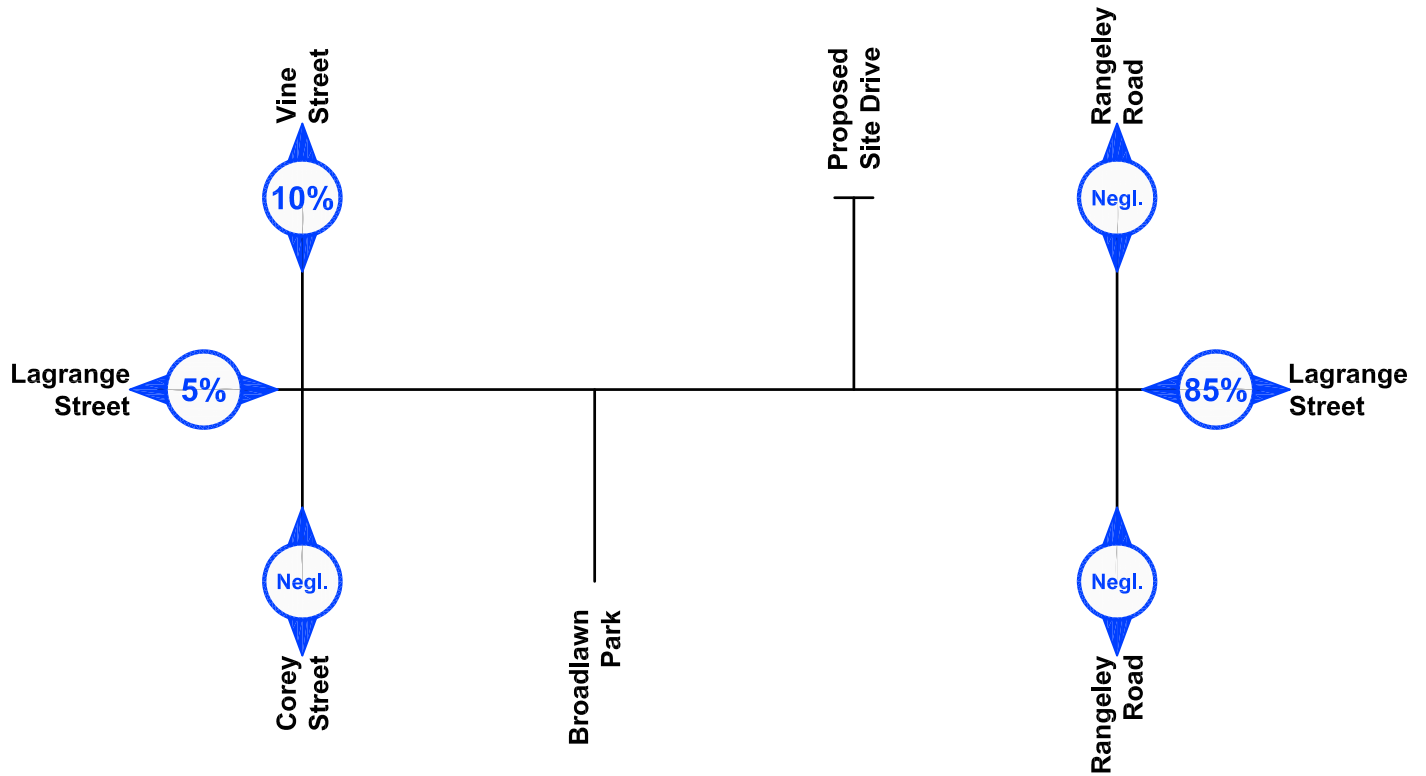 Vine
Street
Proposed
Site Drive
Rangeley
Road
10%
Negl.
Lagrange
Street
5%
85%
Lagrange
Street
Negl.
Negl.
Corey
Street
Broadlawn
Park
Rangeley
Road